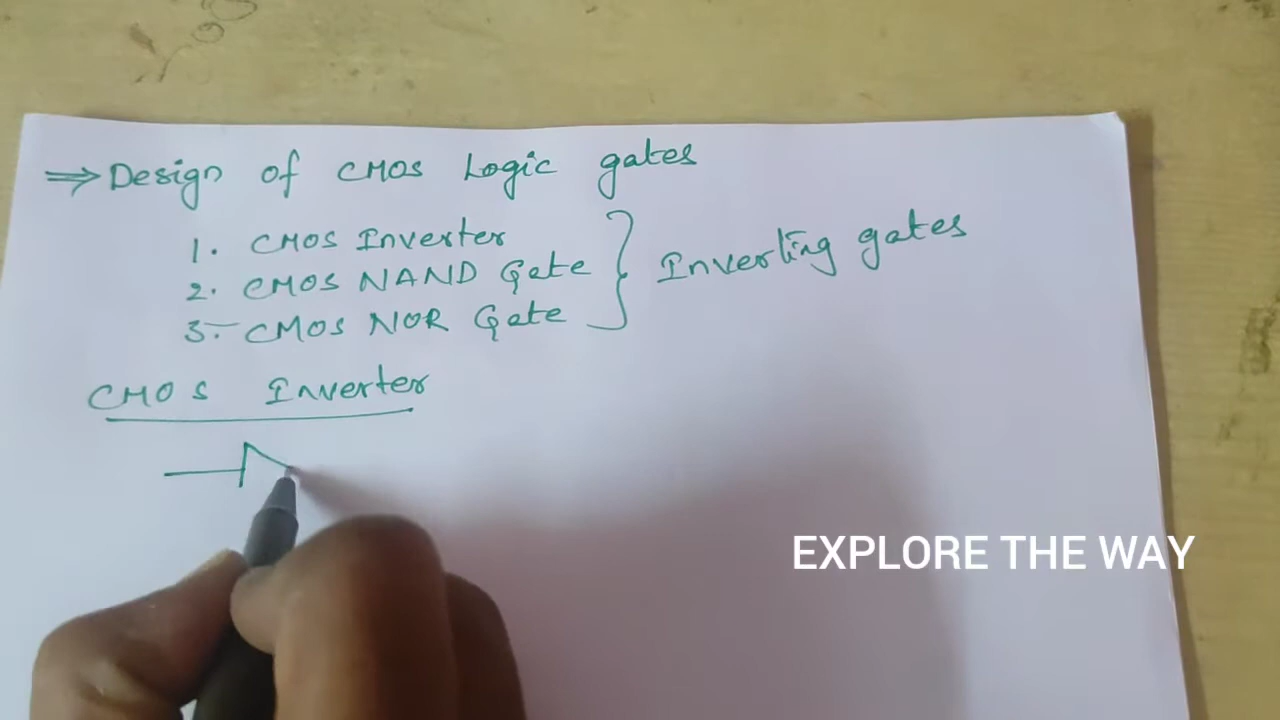 ⇒ Design of CMOS Logic gates
1. CMOS Inverter
2. CMOS NAND Gate
3. CMOS NOR Gate
Inverting gates
CMOS Inverter
EXPLORE THE WAY